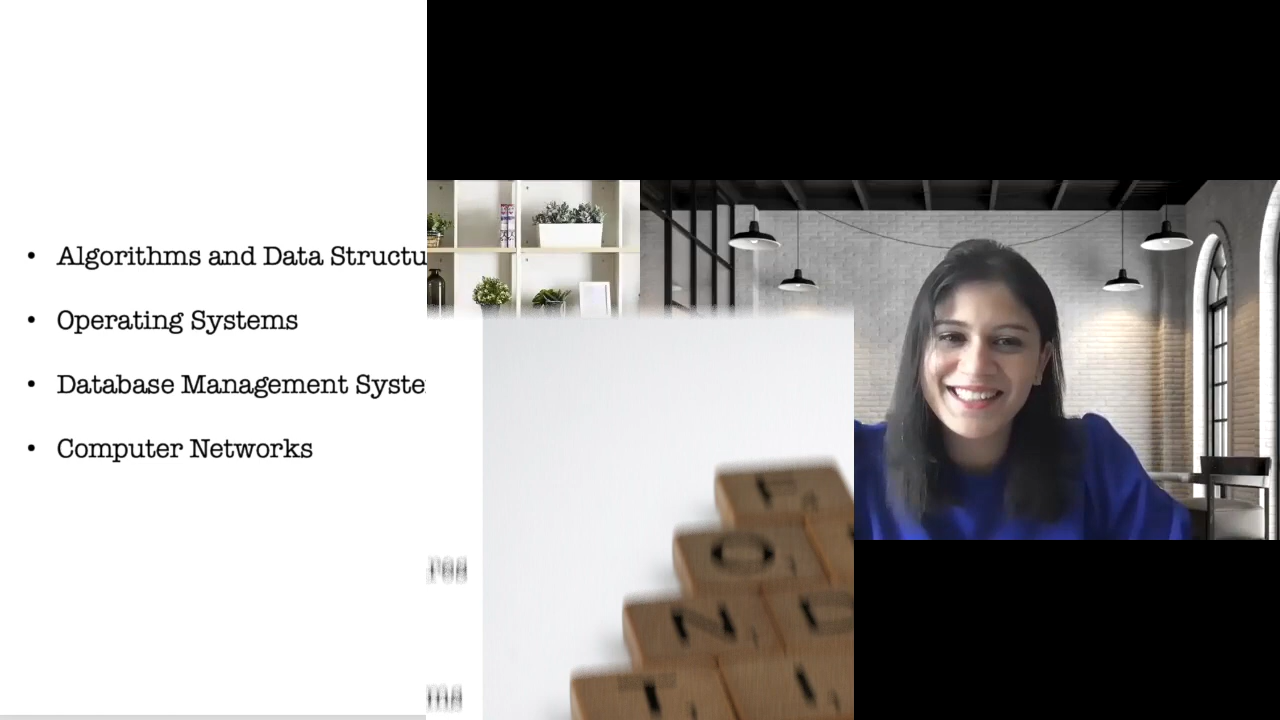 • Algorithms and Data Structu
• Operating Systems
• Database Management Syste
• Computer Networks
O
N D